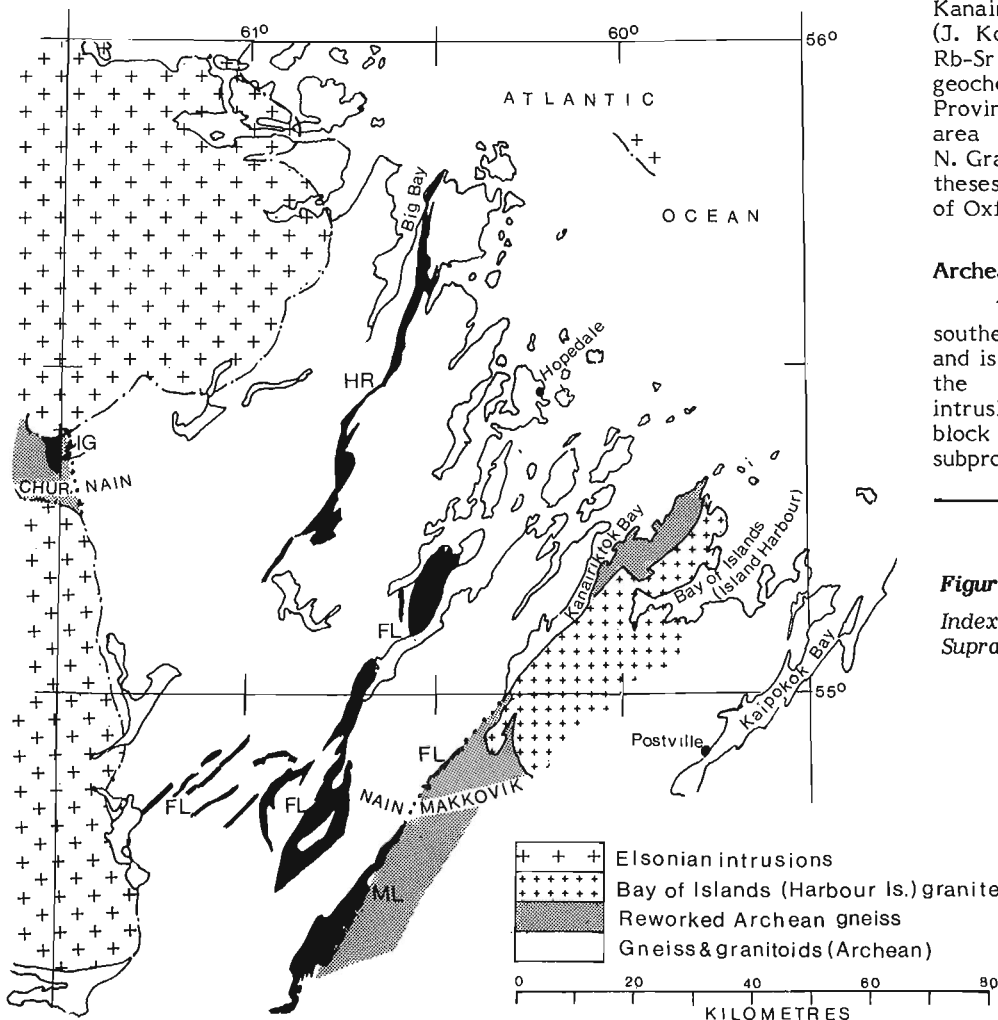 61°
60°
56°
ATLANTIC
OCEAN
Big Bay
HR
Hopedale
IG
CHUR.
NAIN
Kanairiktok Bay
Bay of Islands
(Island Harbour)
FL
55°
Kaipokok Bay
Postville
FL
FL
FL
NAIN
MAKKOVIK
ML
Elsonian intrusions
Bay of Islands (Harbour Is.) granite
Reworked Archean gneiss
Gneiss & granitoids (Archean)
0 20 40 60 80
KILOMETRES
(J. Ko
Rb-Sr
geoche
Provin
area
N. Gra
theses
of Oxf
Archea
southe
and is
the
intrusi
block
subpro
Figur
Index
Supra